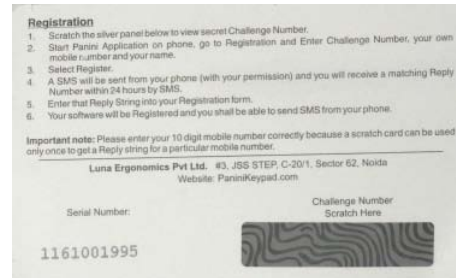 Registration
1. Scratch the silver panel below to view secret Challenge Number.
2. Start Panini Application on phone, go to Registration and Enter Challenge Number, your own
mobile number and your name.
3. Select Register.
4. A SMS will be sent from your phone (with your permission) and you will receive a matching Reply
Number within 24 hours by SMS.
5. Enter that Reply String into your Registration form.
6. Your software will be Registered and you shall be able to send SMS from your phone.
Important note: Please enter your 10 digit mobile number correctly because a scratch card can be used
only once to get a Reply string for a particular mobile number.
Luna Ergonomics Pvt Ltd. #3, JSS STEP, C-20/1, Sector 62, Noida
Website: PaniniKeypad.com
Challenge Number
Serial Number: Scratch Here
1161001995